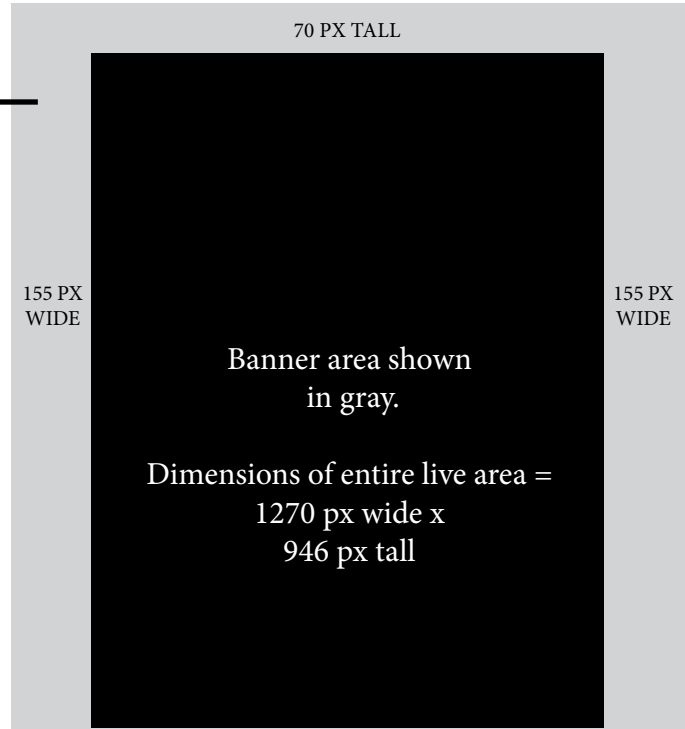 70 PX TALL
155 PX
WIDE
155 PX
WIDE
Banner area shown
in gray.
Dimensions of entire live area =
1270 px wide x
946 px tall